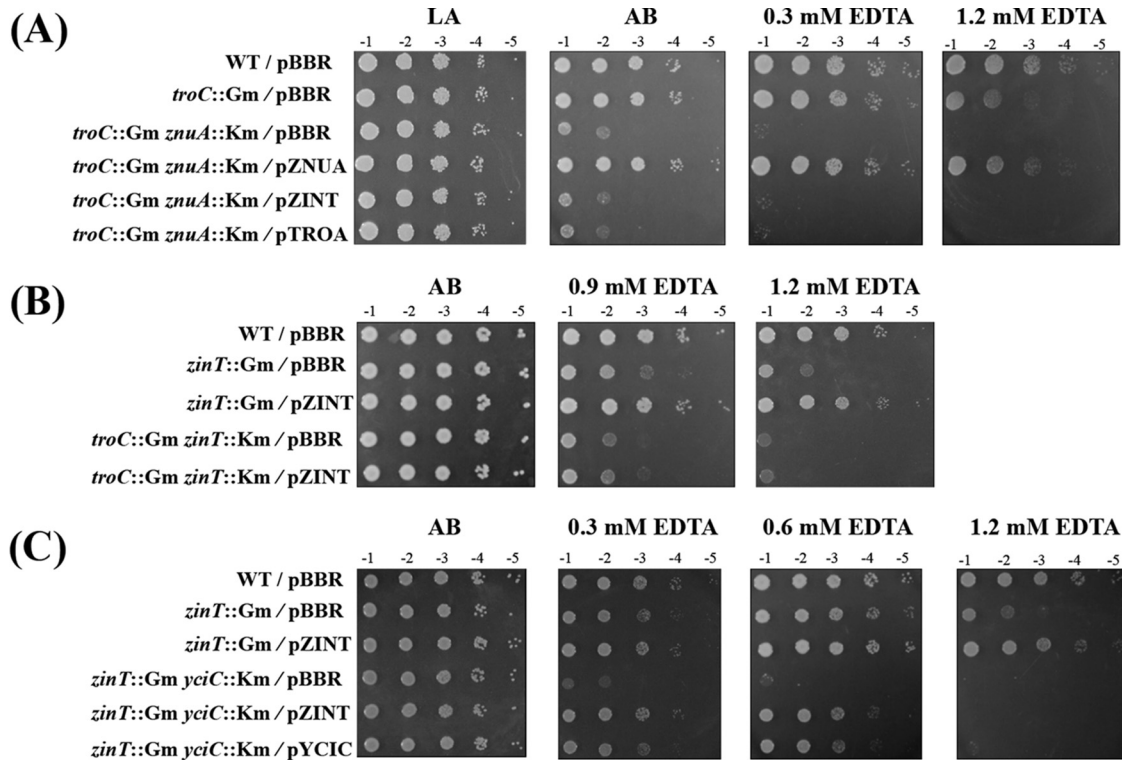 (A)
LA AB 0.3 mM EDTA 1.2 mM EDTA
-1 -2 -3 -4 -5 -1 -2 -3 -4 -5 -1 -2 -3 -4 -5 -1 -2 -3 -4 -5
WT / pBBR
troC::Gm / pBBR
troC::Gm znuA::Km / pBBR
troC::Gm znuA::Km / pZNUA
troC::Gm znuA::Km / pZINT
troC::Gm znuA::Km / pTROA
(B)
AB 0.9 mM EDTA 1.2 mM EDTA
-1 -2 -3 -4 -5 -1 -2 -3 -4 -5 -1 -2 -3 -4 -5
WT / pBBR
zinT::Gm / pBBR
zinT::Gm / pZINT
troC::Gm zinT::Km / pBBR
troC::Gm zinT::Km / pZINT
(C)
AB 0.3 mM EDTA 0.6 mM EDTA 1.2 mM EDTA
-1 -2 -3 -4 -5 -1 -2 -3 -4 -5 -1 -2 -3 -4 -5 -1 -2 -3 -4 -5
WT / pBBR
zinT::Gm / pBBR
zinT::Gm / pZINT
zinT::Gm yciC::Km / pBBR
zinT::Gm yciC::Km / pZINT
zinT::Gm yciC::Km / pYCIC